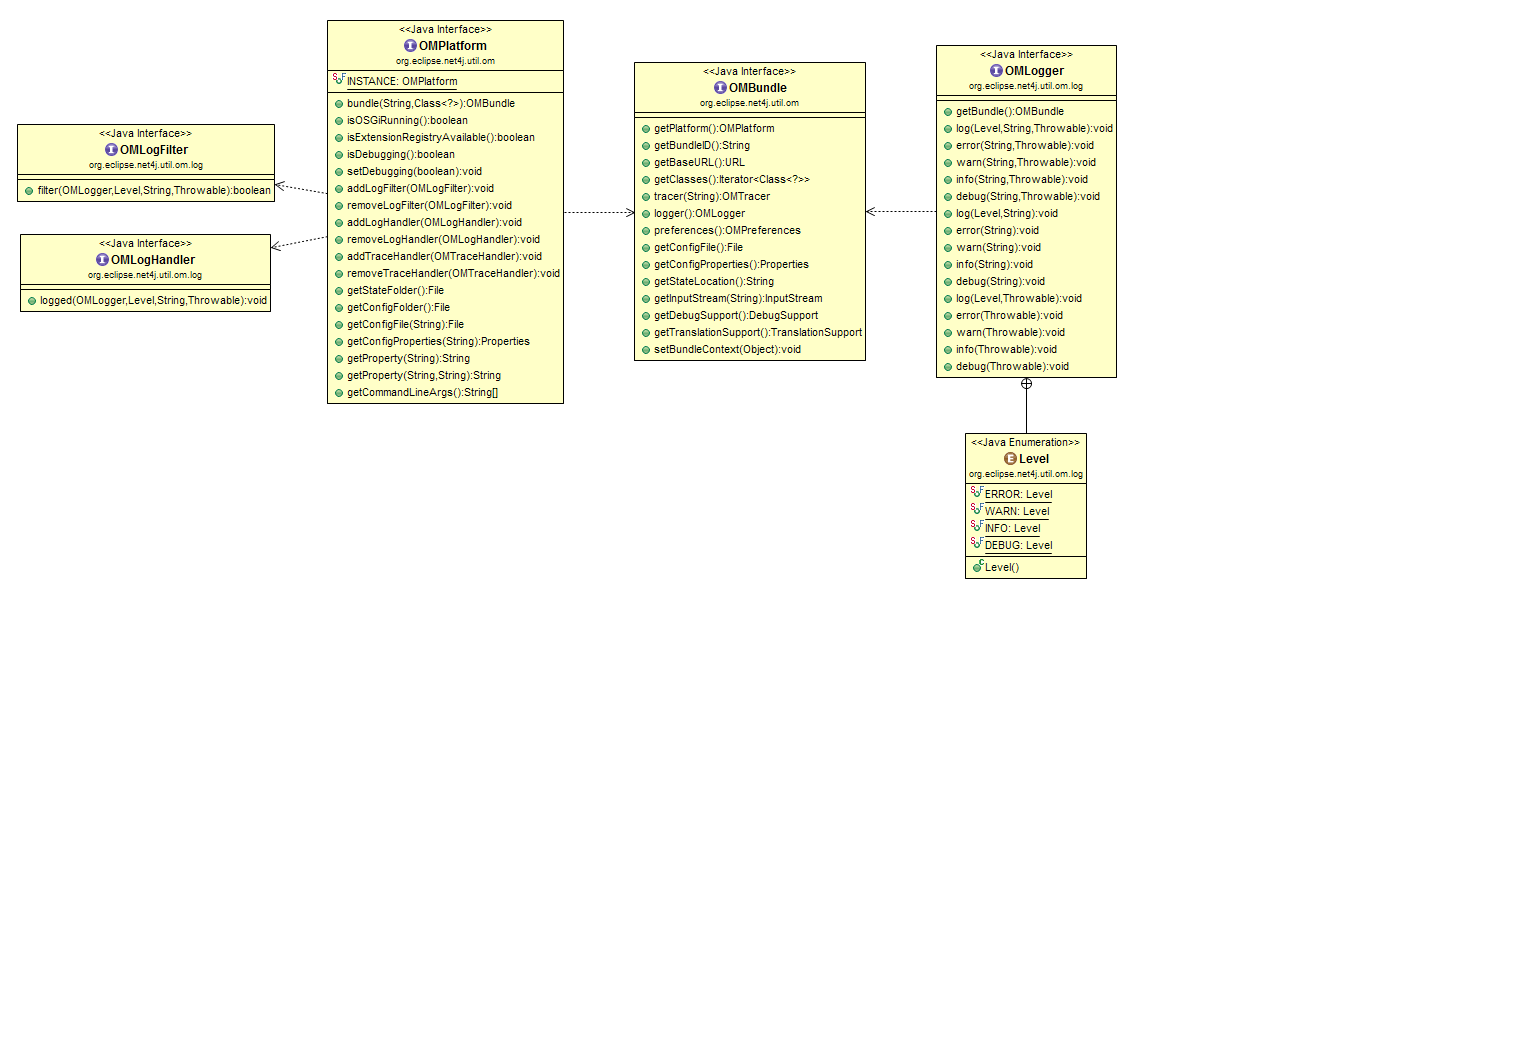 <<Java Interface>>
OMLogFilter
org.eclipse.net4j.util.om.log
filter(OMLogger,Level,String,Throwable):boolean
<<Java Interface>>
OMLogHandler
org.eclipse.net4j.util.om.log
logged(OMLogger,Level,String,Throwable):void
<<Java Interface>>
OMPlatform
org.eclipse.net4j.util.om
INSTANCE: OMPlatform
bundle(String,Class<?>):OMBundle
isOSGiRunning():boolean
isExtensionRegistryAvailable():boolean
isDebugging():boolean
setDebugging(boolean):void
addLogFilter(OMLogFilter):void
removeLogFilter(OMLogFilter):void
addLogHandler(OMLogHandler):void
removeLogHandler(OMLogHandler):void
addTraceHandler(OMTraceHandler):void
removeTraceHandler(OMTraceHandler):void
getStateFolder():File
getConfigFolder():File
getConfigFile(String):File
getConfigProperties(String):Properties
getProperty(String):String
getProperty(String,String):String
getCommandLineArgs():String[]
<<Java Interface>>
OMBundle
org.eclipse.net4j.util.om
getPlatform():OMPlatform
getBundleID():String
getBaseURL():URL
getClasses():Iterator<Class<?>>
tracer(String):OMTracer
logger():OMLogger
preferences():OMPreferences
getConfigFile():File
getConfigProperties():Properties
getStateLocation():String
getInputStream(String):InputStream
getDebugSupport():DebugSupport
getTranslationSupport():TranslationSupport
setBundleContext(Object):void
<<Java Interface>>
OMLogger
org.eclipse.net4j.util.om.log
getBundle():OMBundle
log(Level,String,Throwable):void
error(String,Throwable):void
warn(String,Throwable):void
info(String,Throwable):void
debug(String,Throwable):void
log(Level,String):void
error(String):void
warn(String):void
info(String):void
debug(String):void
log(Level,Throwable):void
error(Throwable):void
warn(Throwable):void
info(Throwable):void
debug(Throwable):void
<<Java Enumeration>>
Level
org.eclipse.net4j.util.om.log
ERROR: Level
WARN: Level
INFO: Level
DEBUG: Level
Level()